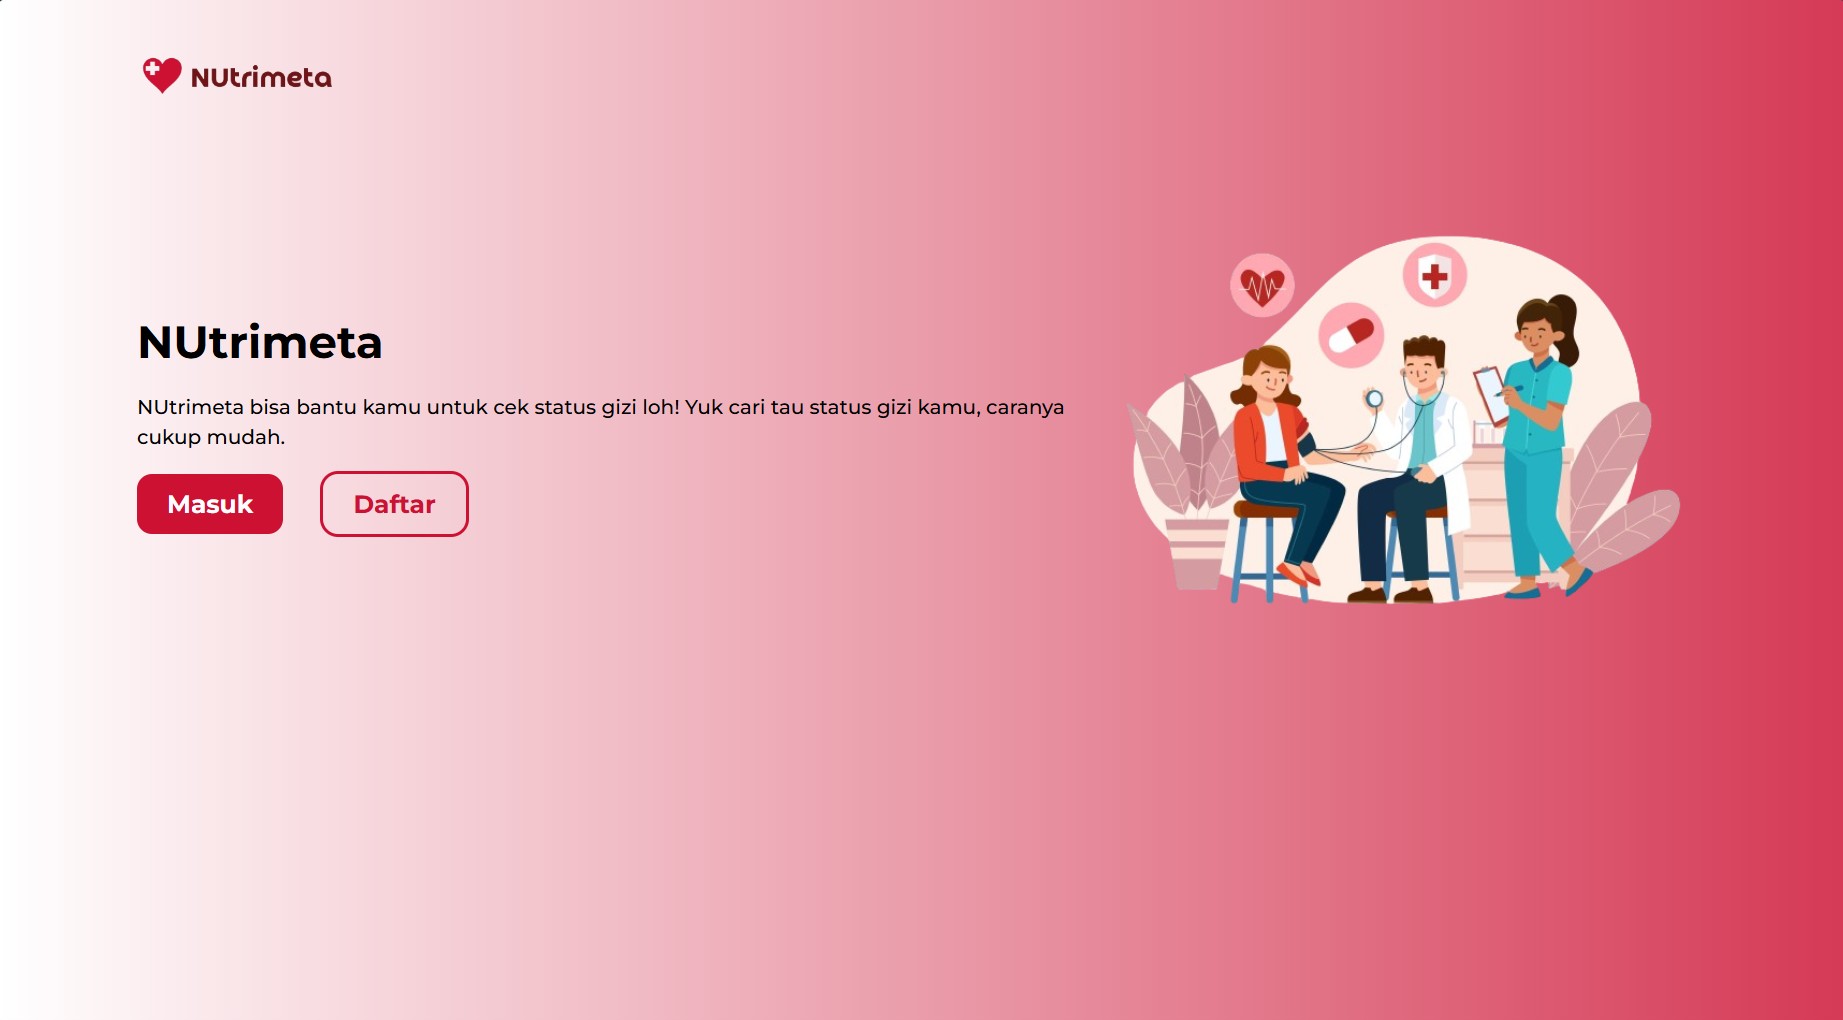 NUtrimeta
NUtrimeta
NUtrimeta bisa bantu kamu untuk cek status gizi loh! Yuk cari tau status gizi kamu, caranya
cukup mudah.
Masuk
Daftar